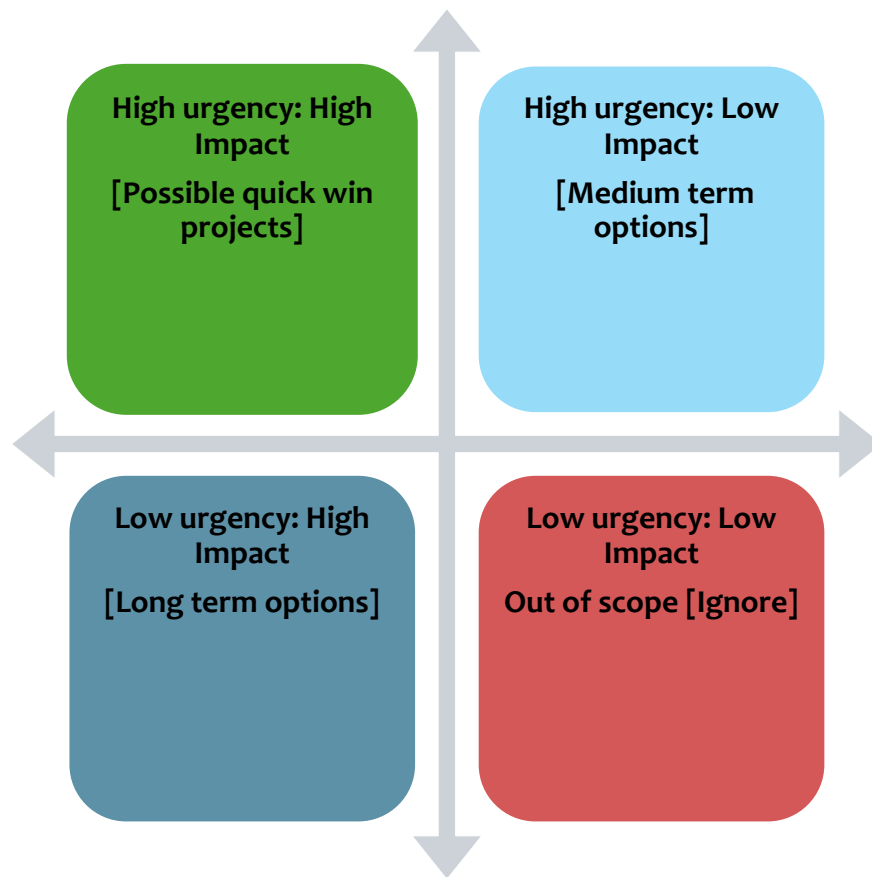 High urgency: High
Impact
[Possible quick win
projects]
High urgency: Low
Impact
[Medium term
options]
Low urgency: High
Impact
[Long term options]
Low urgency: Low
Impact
Out of scope [Ignore]